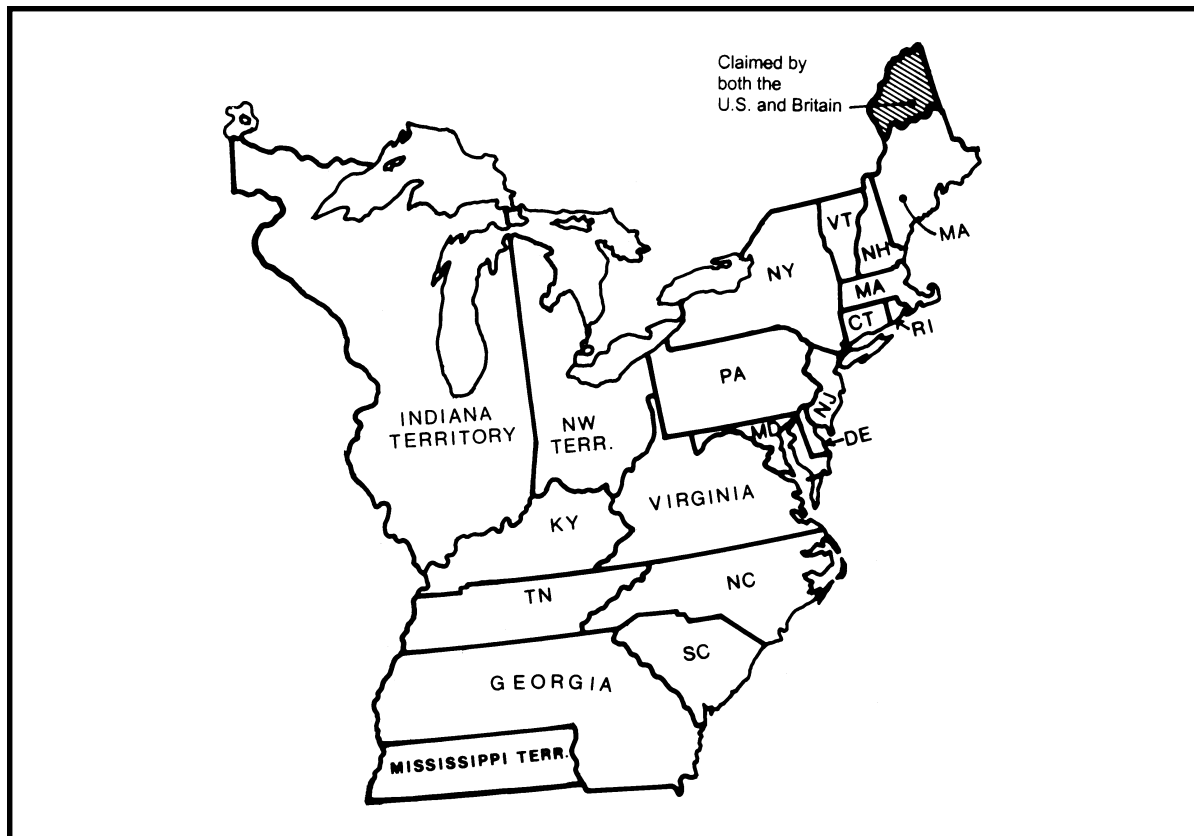 Claimed by
both the
U.S. and Britain
VT
NH
MA
NY
MA
CT
RI
PA
NJ
MD
DE
INDIANA
TERRITORY
NW
TERR.
VIRGINIA
KY
NC
TN
SC
GEORGIA
MISSISSIPPI TERR.